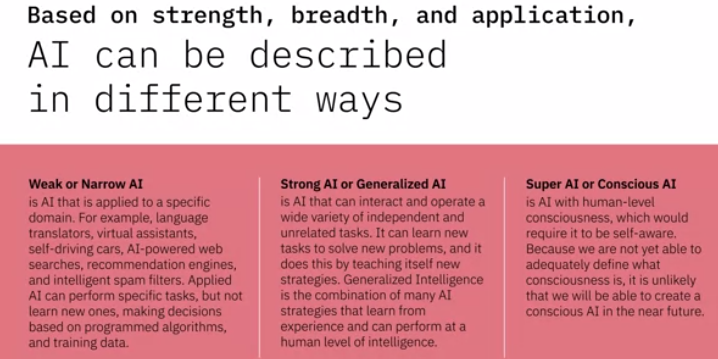 Based on strength, breadth, and application,
AI can be described
in different ways
Weak or Narrow AI
is AI that is applied to a specific
domain. For example, language
translators, virtual assistants,
self-driving cars, AI-powered web
searches, recommendation engines,
and intelligent spam filters. Applied
AI can perform specific tasks, but not
learn new ones, making decisions
based on programmed algorithms,
and training data.
Strong AI or Generalized AI
is AI that can interact and operate a
wide variety of independent and
unrelated tasks. It can learn new
tasks to solve new problems, and it
does this by teaching itself new
strategies. Generalized Intelligence
is the combination of many AI
strategies that learn from
experience and can perform at a
human level of intelligence.
Super AI or Conscious AI
is AI with human-level
consciousness, which would
require it to be self-aware.
Because we are not yet able to
adequately define what
consciousness is, it is unlikely
that we will be able to create a
conscious AI in the near future.